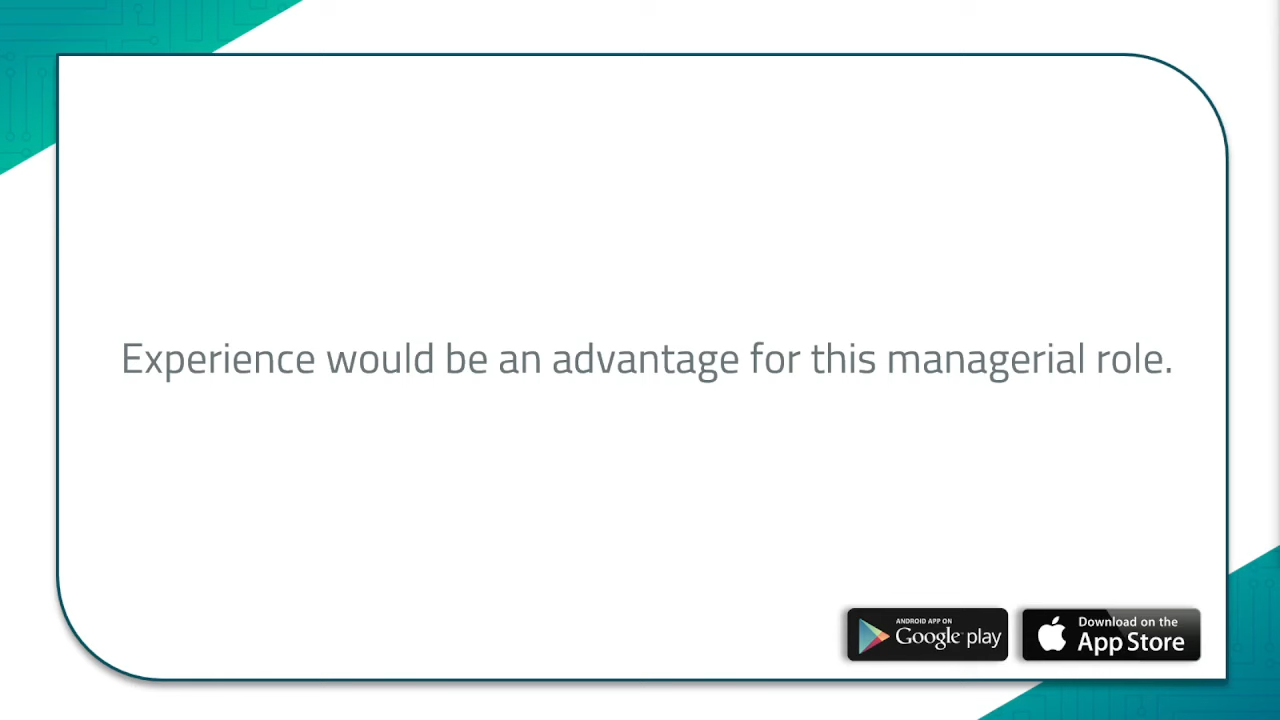 Experience would be an advantage for this managerial role.
ANDROID APP ON
Google play
Download on the
App Store